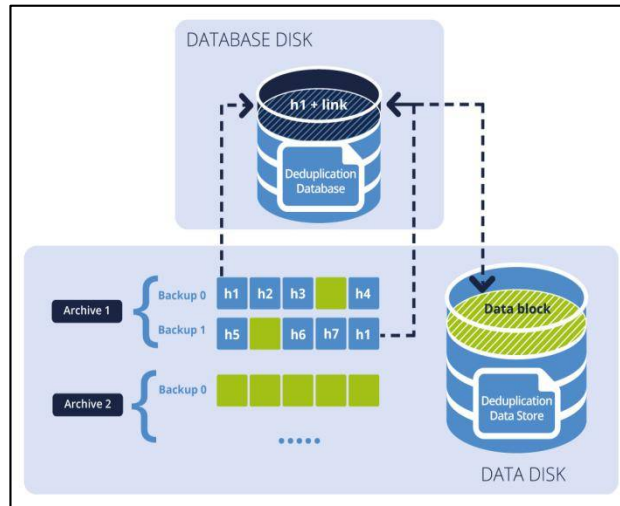 DATABASE DISK
h1 + link
Deduplication
Database
Archive 1
Backup 0
h1 h2 h3 h4
Backup 1
h5 h6 h7 h1
Archive 2
Backup 0
Data block
Deduplication
Data Store
DATA DISK